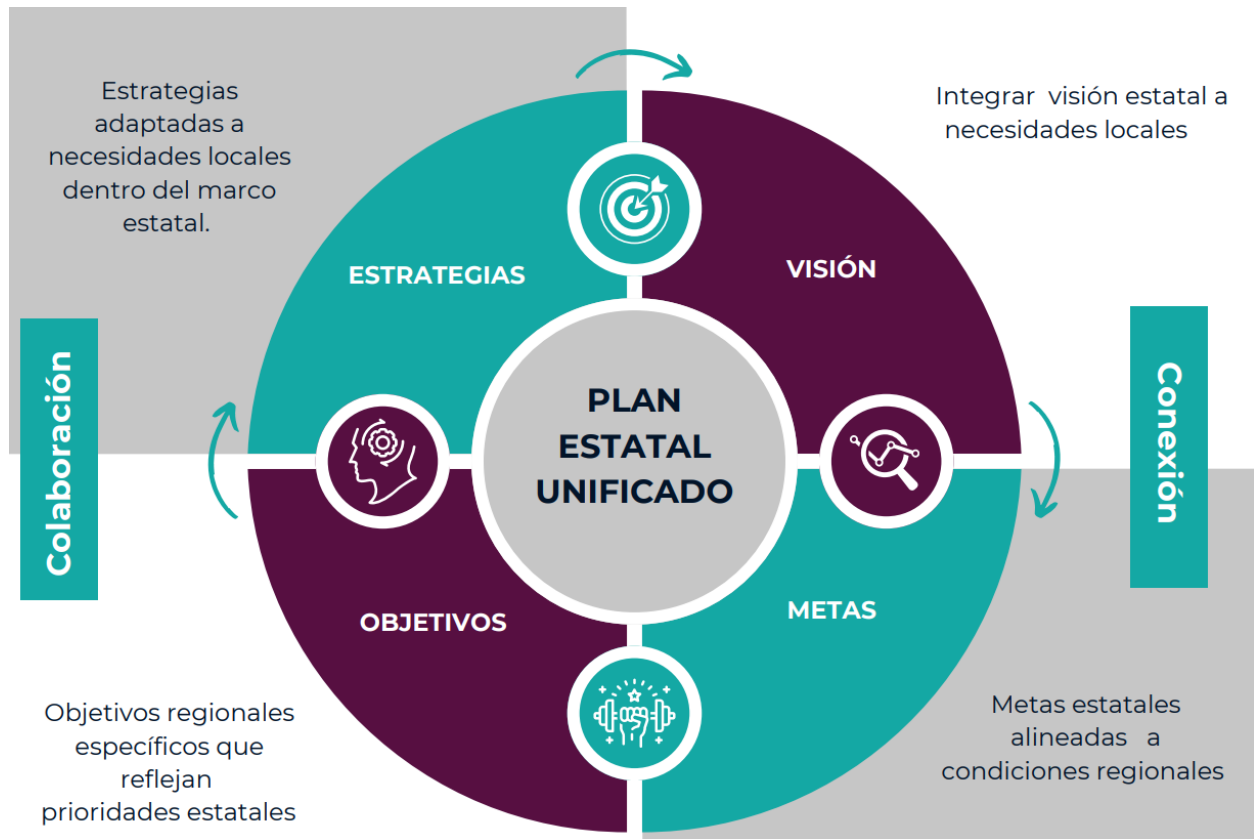 Estrategias
adaptadas a
necesidades locales
dentro del marco
estatal.
Integrar visión estatal a
necesidades locales
ESTRATEGIAS
VISIÓN
Colaboración
PLAN
ESTATAL
UNIFICADO
Conexión
OBJETIVOS
METAS
Objetivos regionales
específicos que
reflejan
prioridades estatales
Metas estatales
alineadas a
condiciones regionales